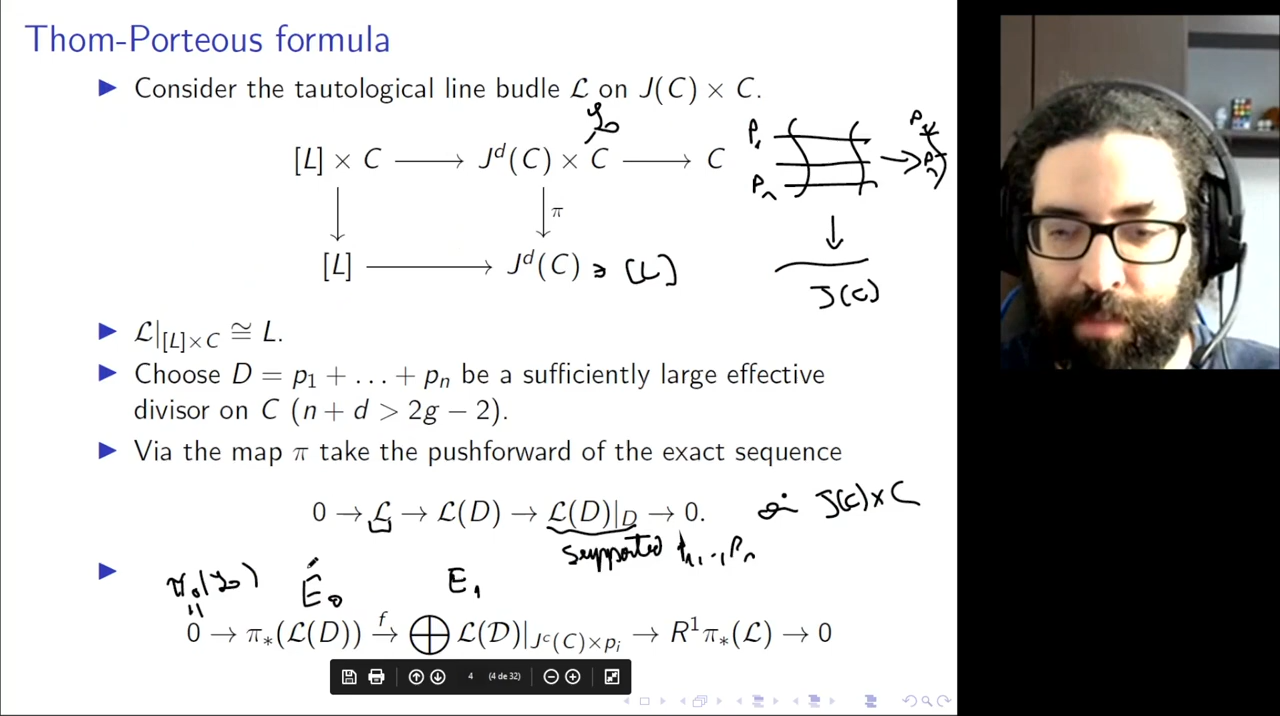 Thom-Porteous formula
▶ Consider the tautological line budle ℒ on J(C) × C.
[L] × C → J^d(C) × C → C
π
[L] → J^d(C) ∋ [L]
P_1
P_n
J(C)
▶ ℒ|_{[L]×C} ≅ L.
▶ Choose D = p_1 + … + p_n be a sufficiently large effective
divisor on C (n + d > 2g − 2).
▶ Via the map π take the pushforward of the exact sequence
0 → ℒ → ℒ(D) → ℒ(D)|_D → 0. J(C)×C
supported
E_0 E_1
0 → π_*(ℒ(D)) →^f ⊕ ℒ(𝒟)|_{J^c(C)×p_i} → R^1π_*(ℒ) → 0
4 (4 de 32)